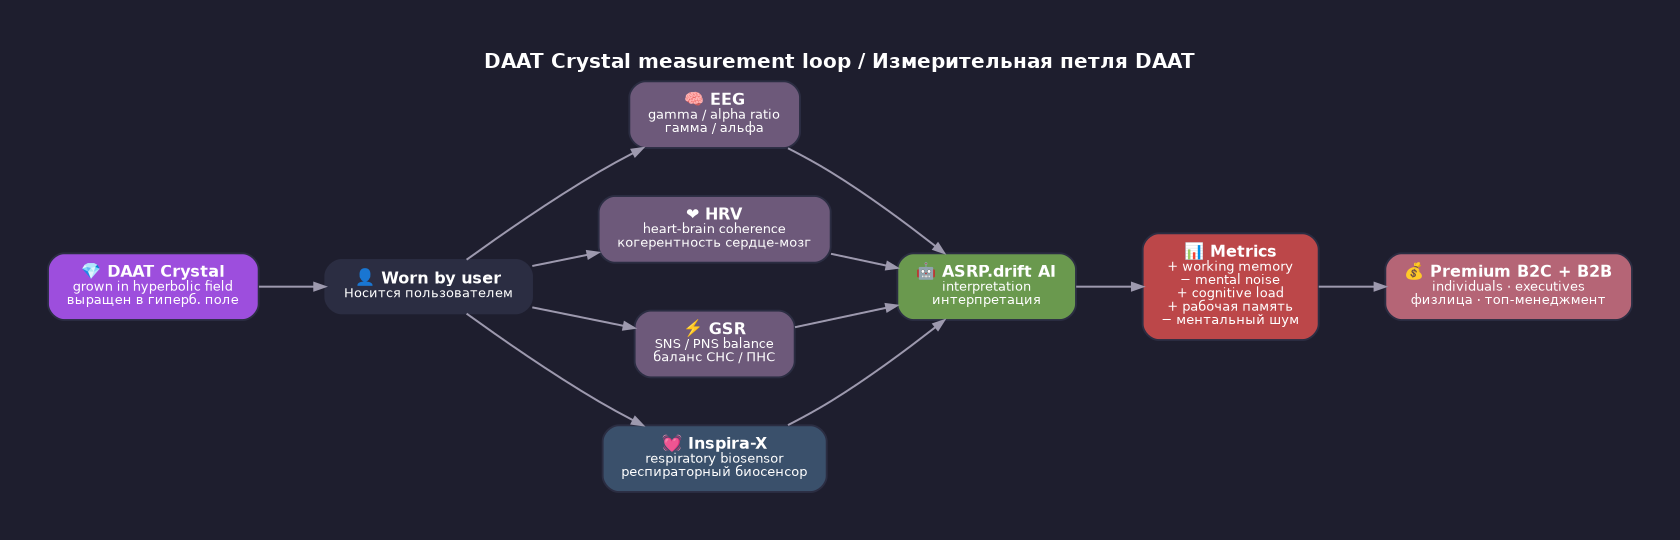 DAAT Crystal measurement loop / Измерительная петля DAAT
🧠 EEG
gamma / alpha ratio
гамма / альфа
❤ HRV
heart-brain coherence
когерентность сердце-мозг
💎 DAAT Crystal
grown in hyperbolic field
выращен в гиперб. поле
👤 Worn by user
Носится пользователем
⚡ GSR
SNS / PNS balance
баланс СНС / ПНС
💓 Inspira-X
respiratory biosensor
респираторный биосенсор
🤖 ASRP.drift AI
interpretation
интерпретация
📊 Metrics
+ working memory
− mental noise
+ cognitive load
+ рабочая память
− ментальный шум
💰 Premium B2C + B2B
individuals · executives
физлица · топ-менеджмент